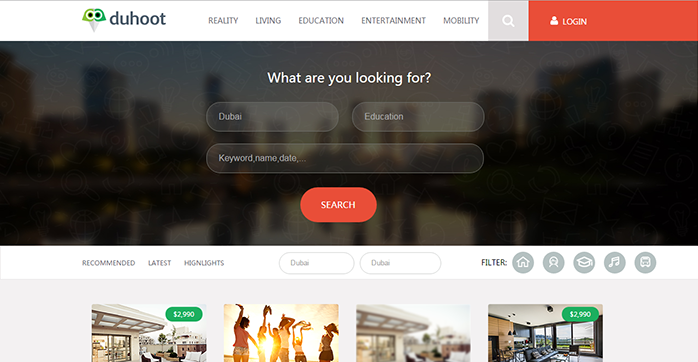 duhoot REALITY LIVING EDUCATION ENTERTAINMENT MOBILITY LOGIN
What are you looking for?
Dubai Education
Keyword,name,date,...
SEARCH
RECOMMENDED LATEST HIGNLIGHTS Dubai Dubai FILTER:
$2,990 $2,990